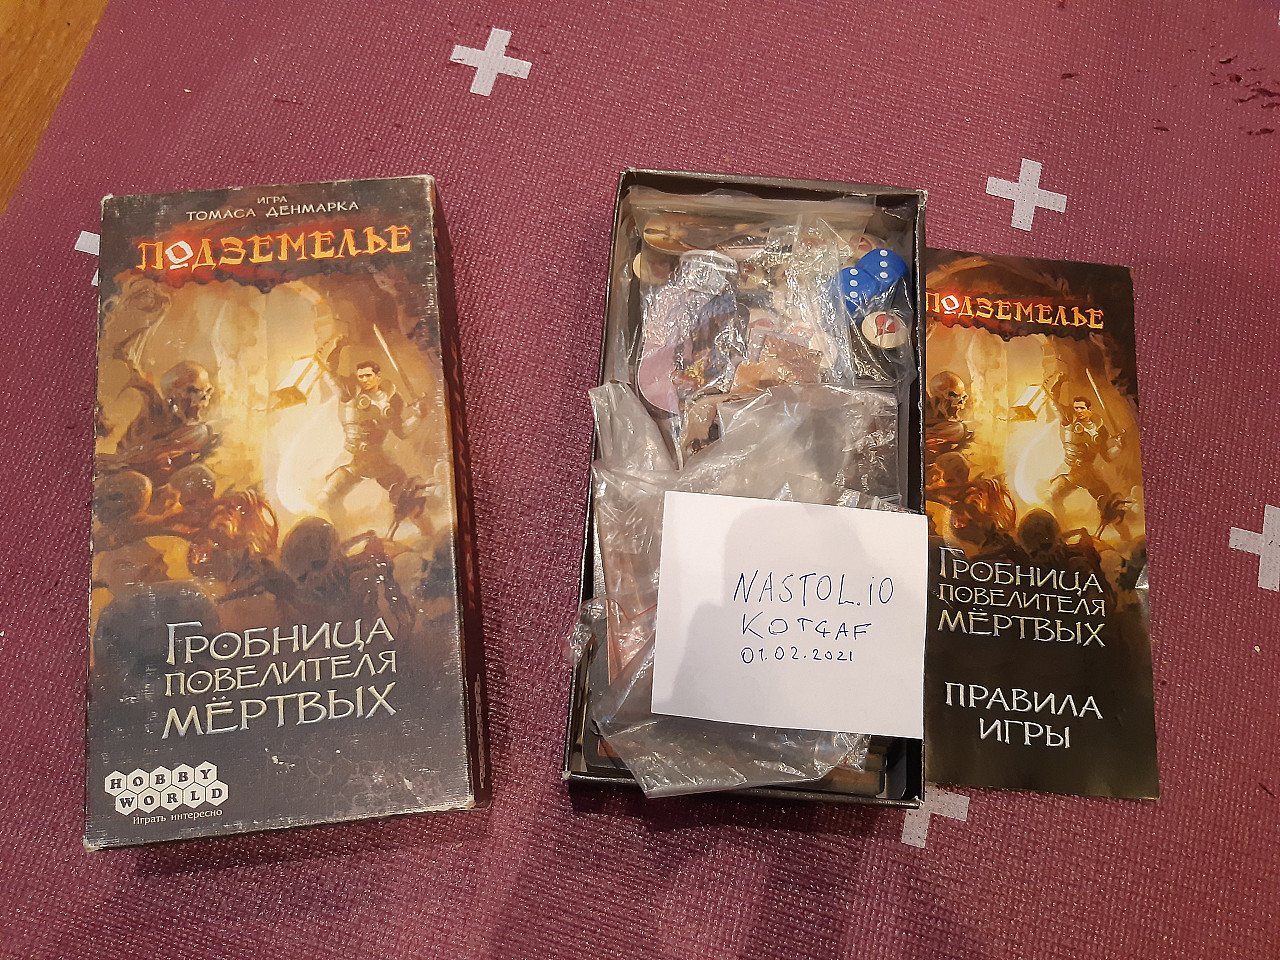 ИГРА
ТОМАСА ДЕНМАРКА
ПОДЗЕМЕЛЬЕ
ГРОБНИЦА
ПОВЕЛИТЕЛЯ
МЁРТВЫХ
HOBBY
WORLD
Играть интересно
NASTOL.iO
KOT4AF
01.02.2021
ПОДЗЕМЕЛЬЕ
ГРОБНИЦА
ПОВЕЛИТЕЛЯ
МЁРТВЫХ
ПРАВИЛА
ИГРЫ